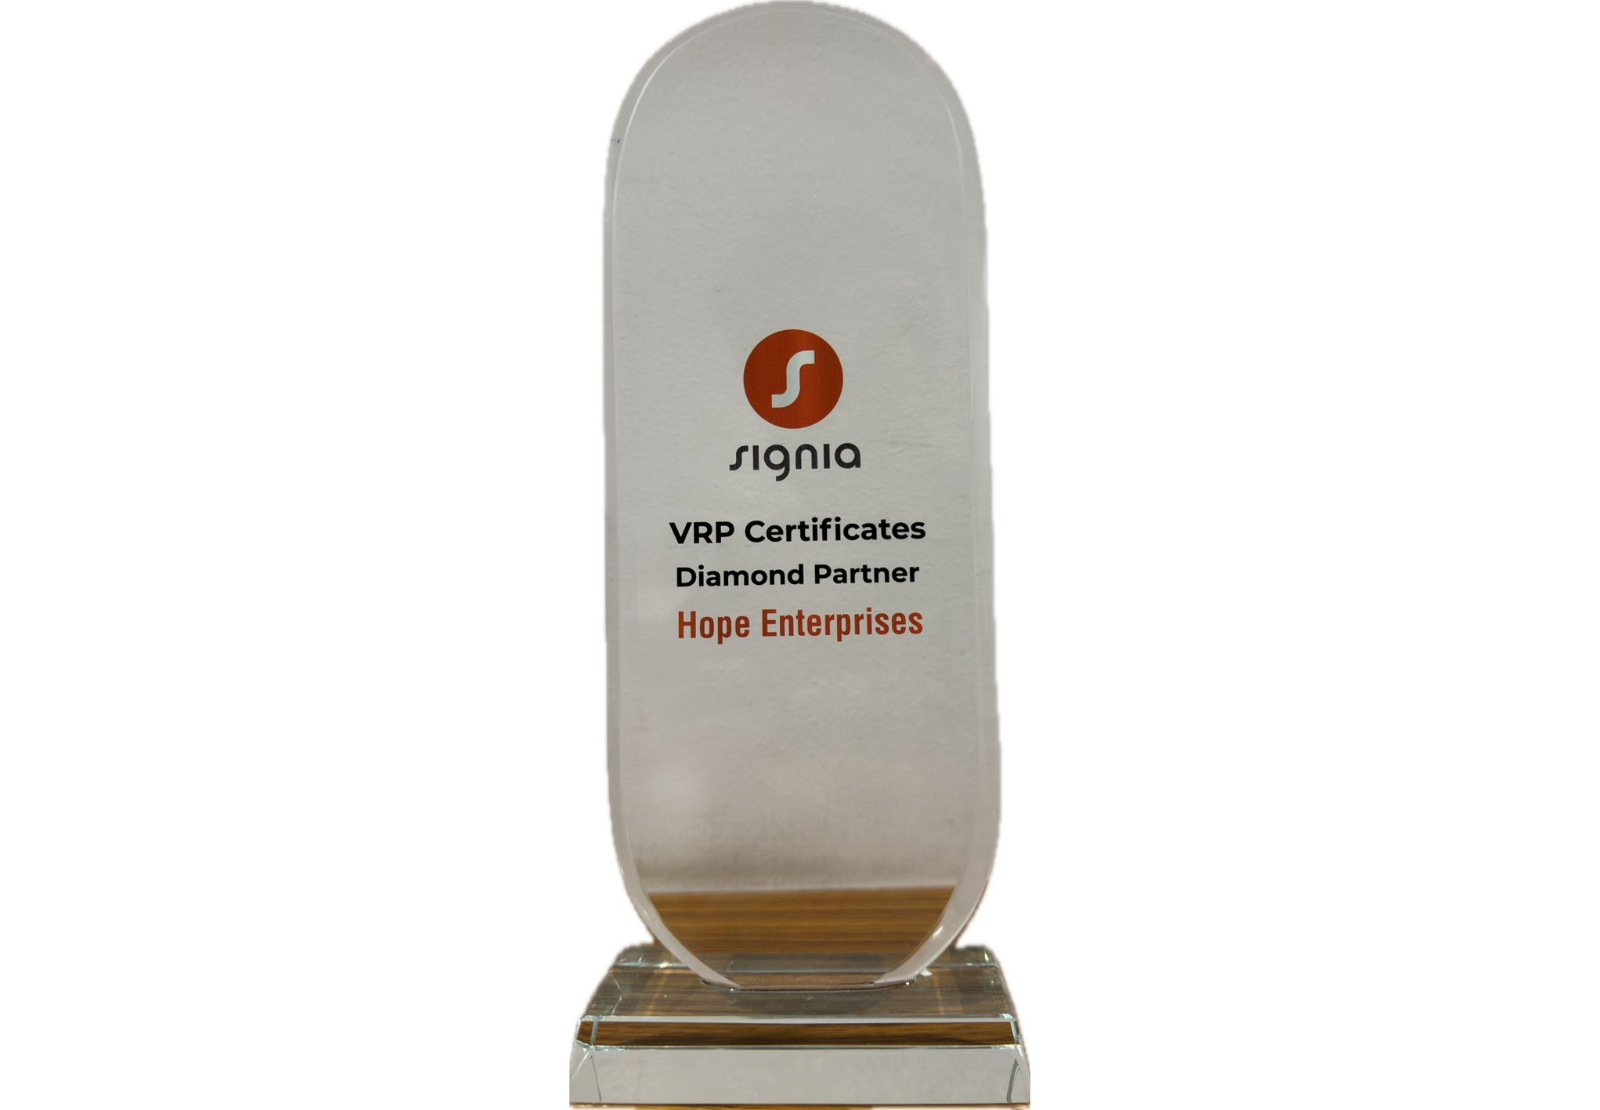 S
signia
VRP Certificates
Diamond Partner
Hope Enterprises